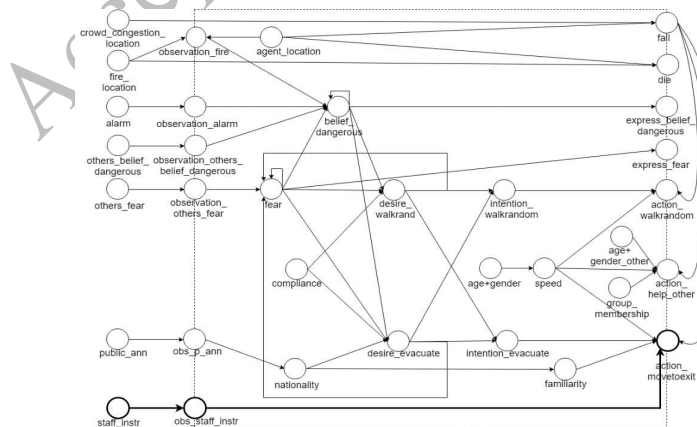 Acce
crowd_congestion_
location
observation_fire
agent_location
fall
fire_
location
die
alarm
observation_alarm
belief_
dangerous
express_belief_
dangerous
others_belief_
dangerous
observation_others_
belief_dangerous
express_fear
others_fear
observation_
others_fear
fear
desire_
walkrand
intention_
walkrandom
action_
walkrandom
age+
gender_other
compliance
age+gender
speed
action_
help_other
group_
membership
public_ann
obs_p_ann
desire_evacuate
intention_evacuate
nationality
familiarity
action_
movetoexit
staff_instr
obs_staff_instr